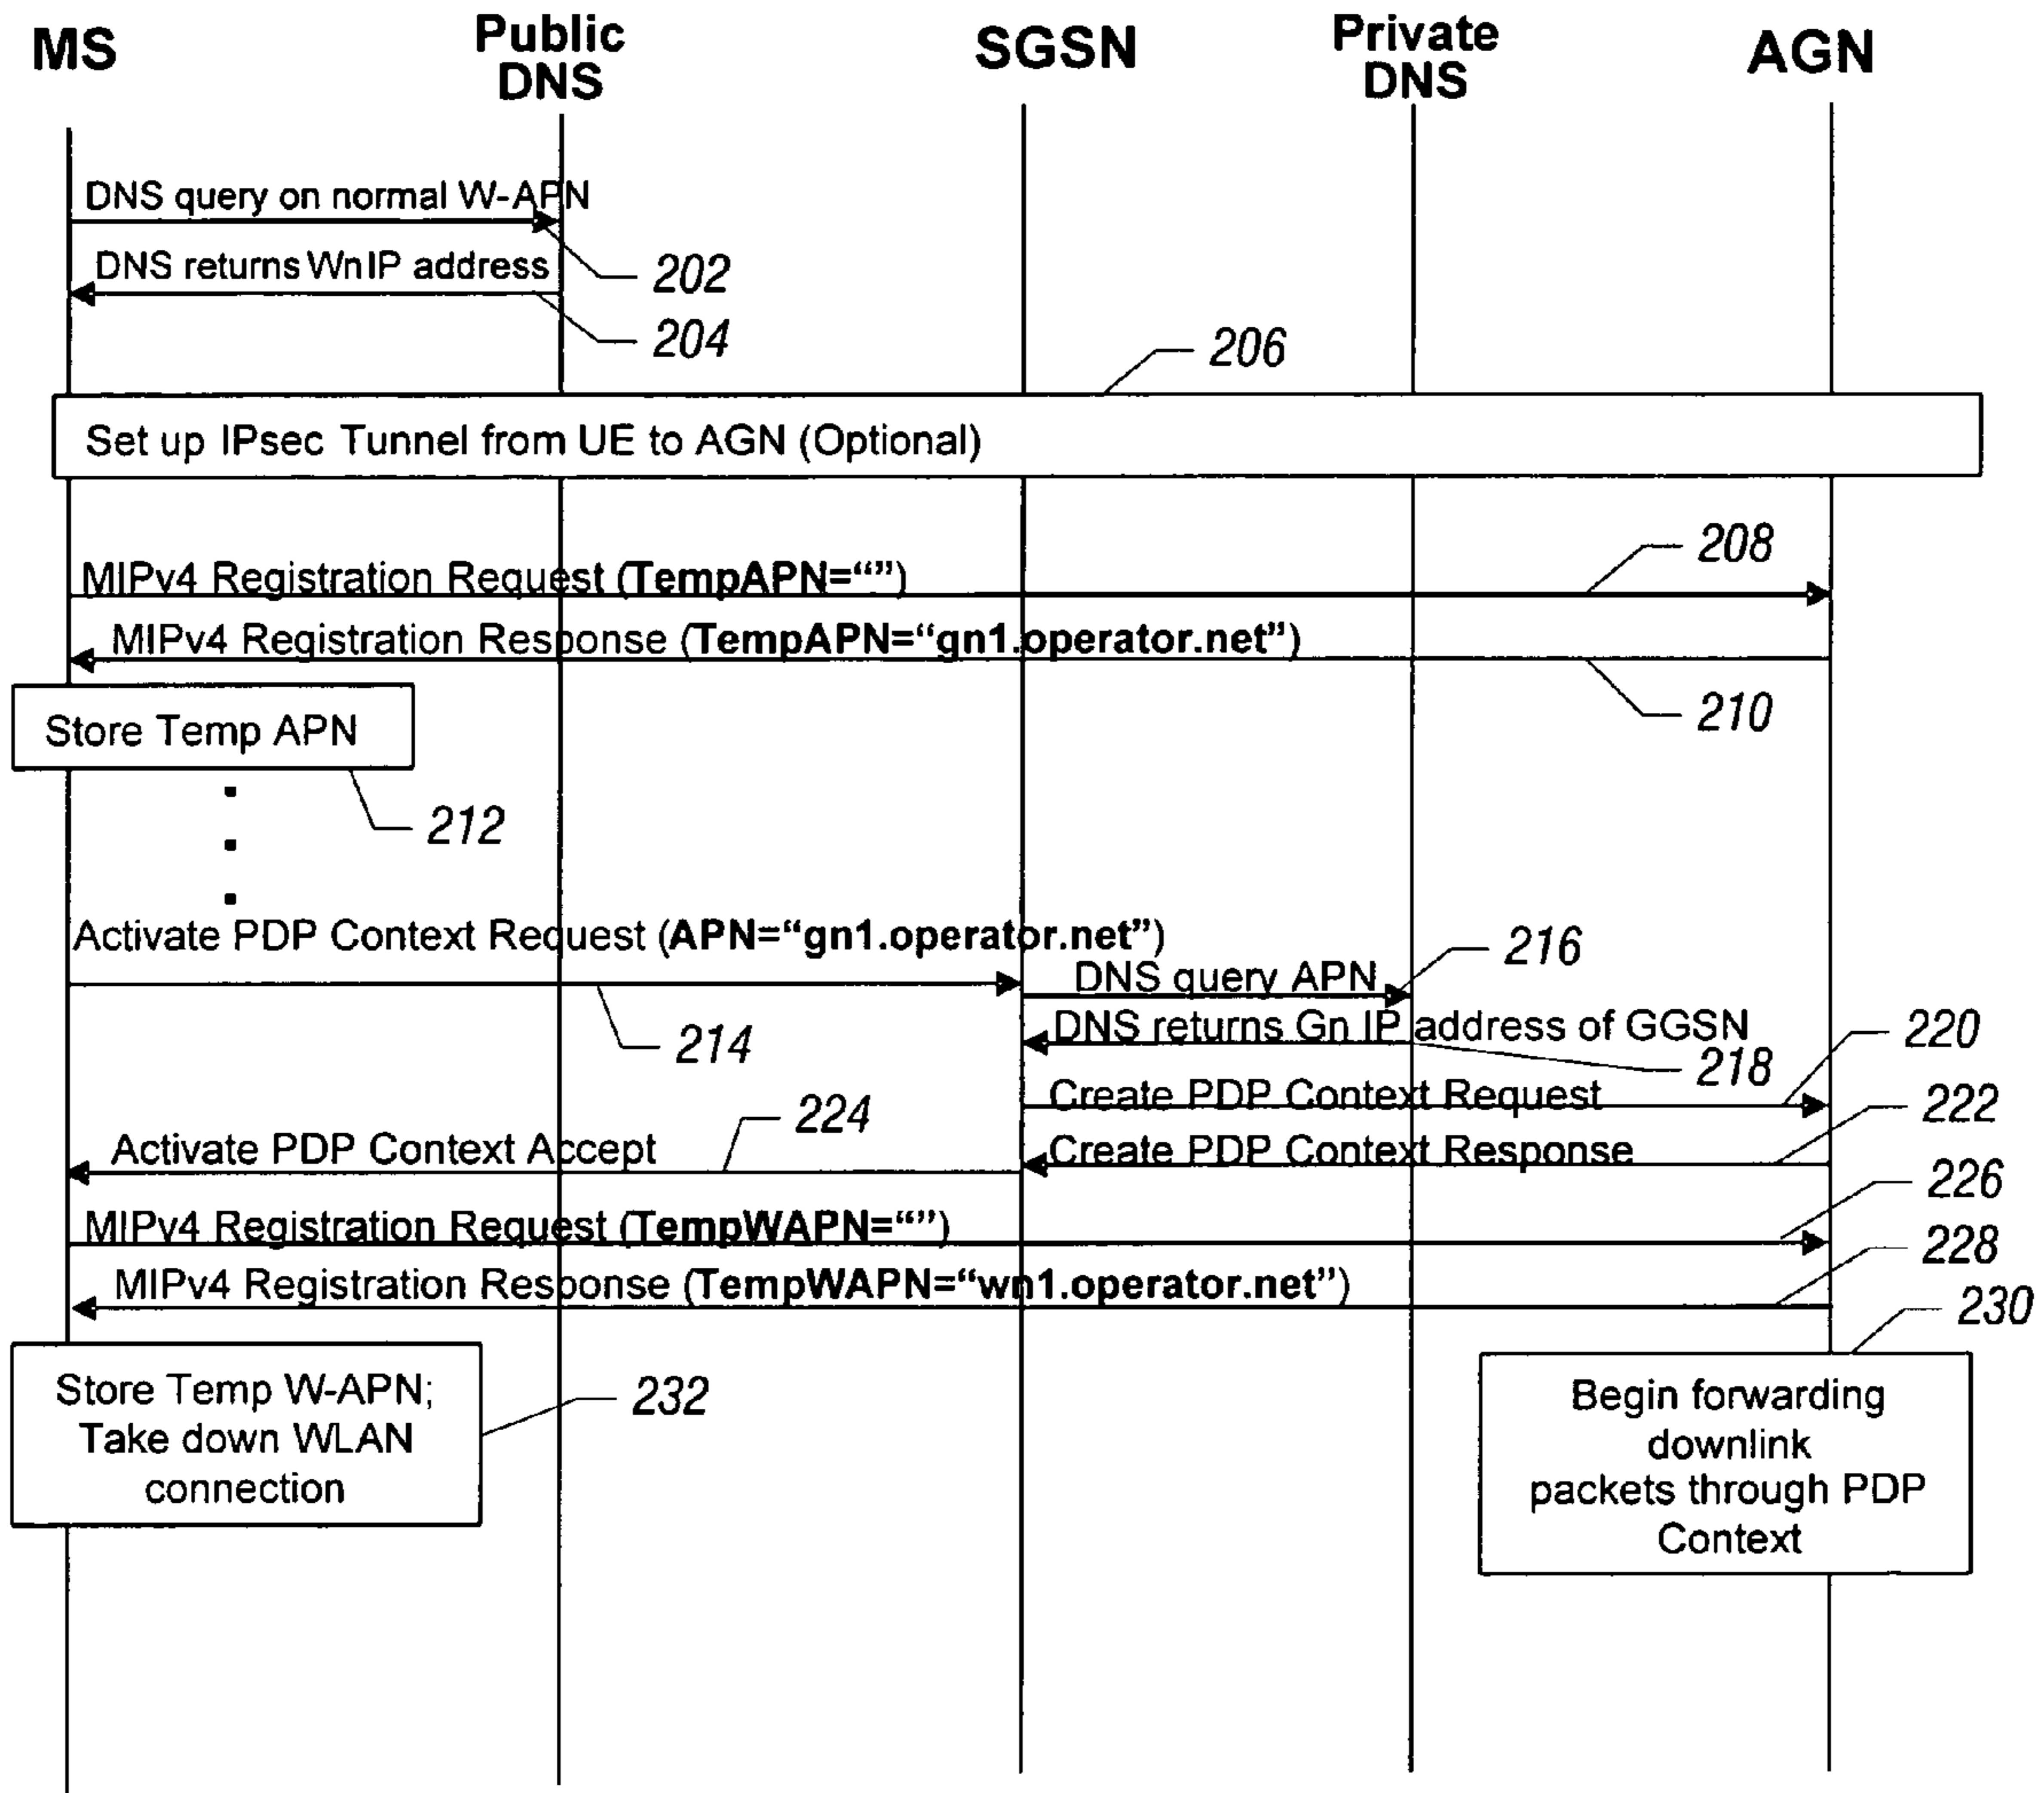 MS
Public
DNS
SGSN
Private
DNS
AGN
DNS query on normal W-APN
202
DNS returns Wn IP address
204
206
Set up IPsec Tunnel from UE to AGN (Optional)
208
MIPv4 Registration Request (TempAPN=“”)
MIPv4 Registration Response (TempAPN=“gn1.operator.net”)
210
Store Temp APN
212
Activate PDP Context Request (APN=“gn1.operator.net”)
214
DNS query APN
216
DNS returns Gn IP address of GGSN
218
220
Create PDP Context Request
222
Create PDP Context Response
224
Activate PDP Context Accept
226
MIPv4 Registration Request (TempWAPN=“”)
228
MIPv4 Registration Response (TempWAPN=“wn1.operator.net”)
230
Store Temp W-APN;
Take down WLAN
connection
232
Begin forwarding
downlink
packets through PDP
Context